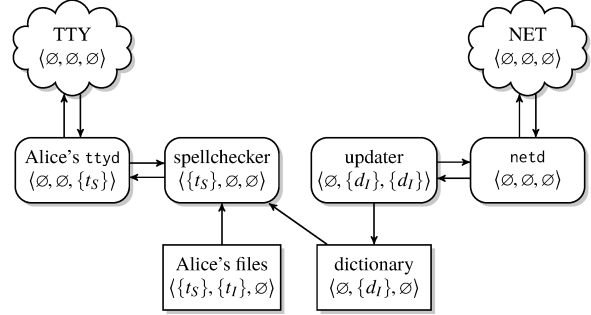 TTY
⟨∅, ∅, ∅⟩
NET
⟨∅, ∅, ∅⟩
Alice's ttyd
⟨∅, ∅, {t_S}⟩
spellchecker
⟨{t_S}, ∅, ∅⟩
updater
⟨∅, {d_I}, {d_I}⟩
netd
⟨∅, ∅, ∅⟩
Alice's files
⟨{t_S}, {t_I}, ∅⟩
dictionary
⟨∅, {d_I}, ∅⟩